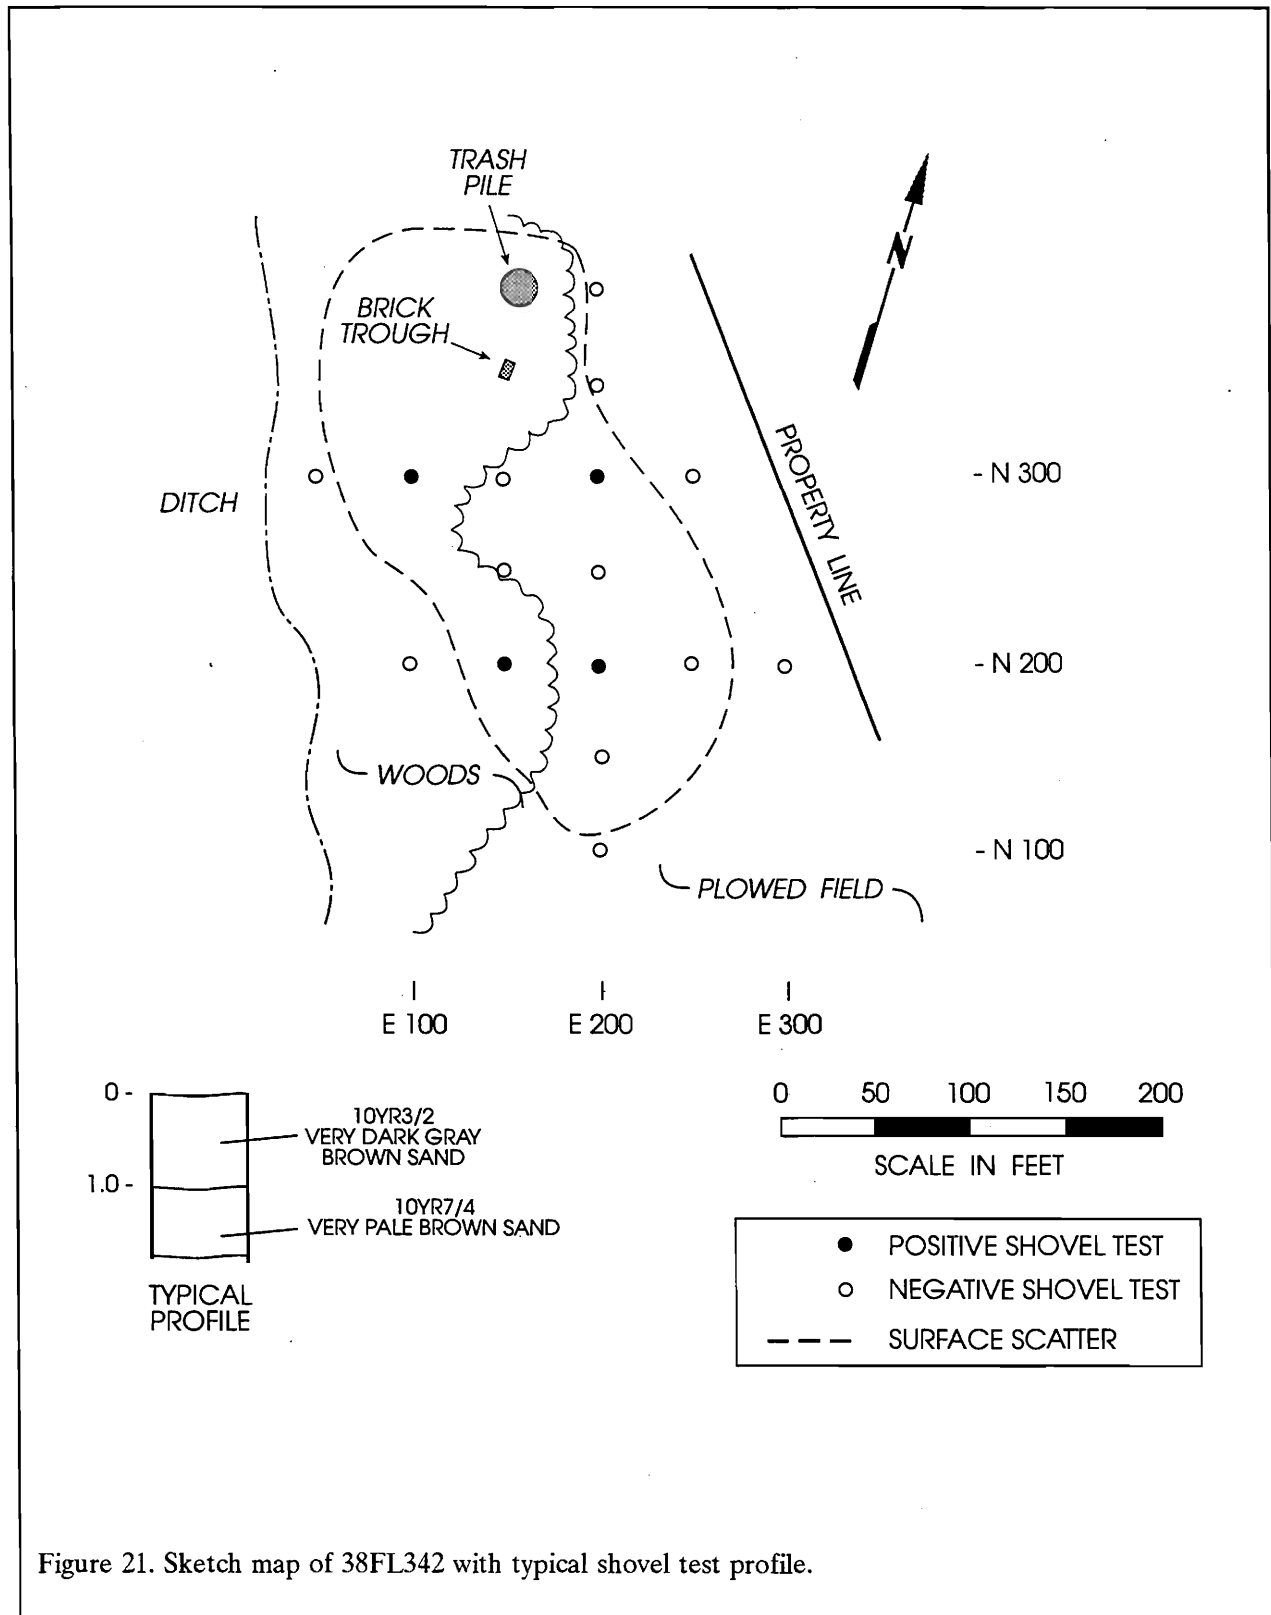 TRASH
PILE
N
BRICK
TROUGH
PROPERTY LINE
- N 300
DITCH
- N 200
WOODS
- N 100
PLOWED FIELD
E 100
E 200
E 300
0 -
10YR3/2
VERY DARK GRAY
BROWN SAND
1.0 -
10YR7/4
VERY PALE BROWN SAND
TYPICAL
PROFILE
0 50 100 150 200
SCALE IN FEET
POSITIVE SHOVEL TEST
NEGATIVE SHOVEL TEST
SURFACE SCATTER
Figure 21. Sketch map of 38FL342 with typical shovel test profile.